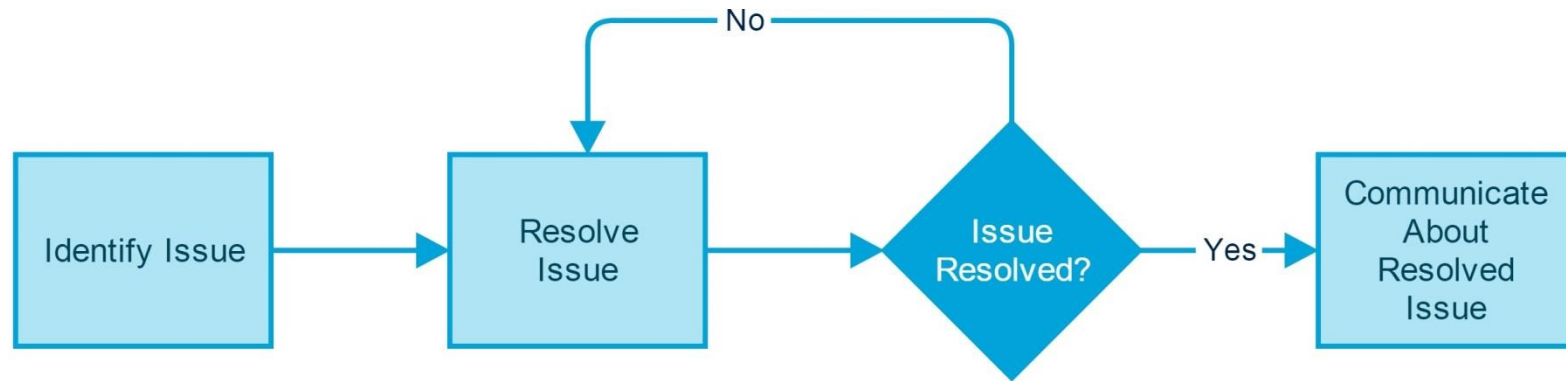 No
Identify Issue
Resolve
Issue
Issue
Resolved?
Yes
Communicate
About
Resolved
Issue